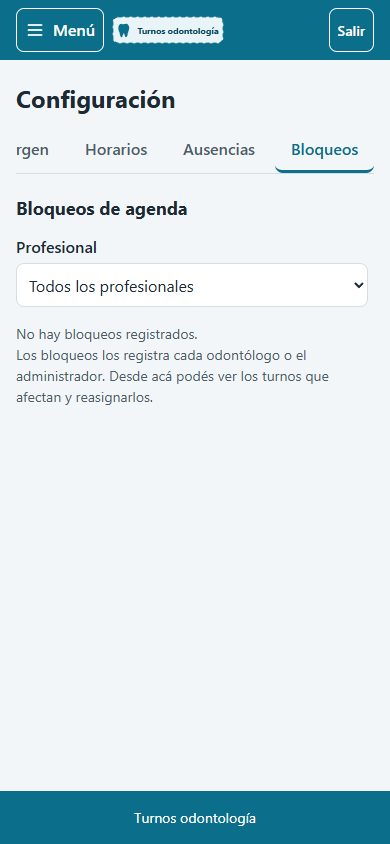 Menú
Turnos odontología
Salir
Configuración
rgen Horarios Ausencias Bloqueos
Bloqueos de agenda
Profesional
Todos los profesionales
No hay bloqueos registrados.
Los bloqueos los registra cada odontólogo o el
administrador. Desde acá podés ver los turnos que
afectan y reasignarlos.
Turnos odontología